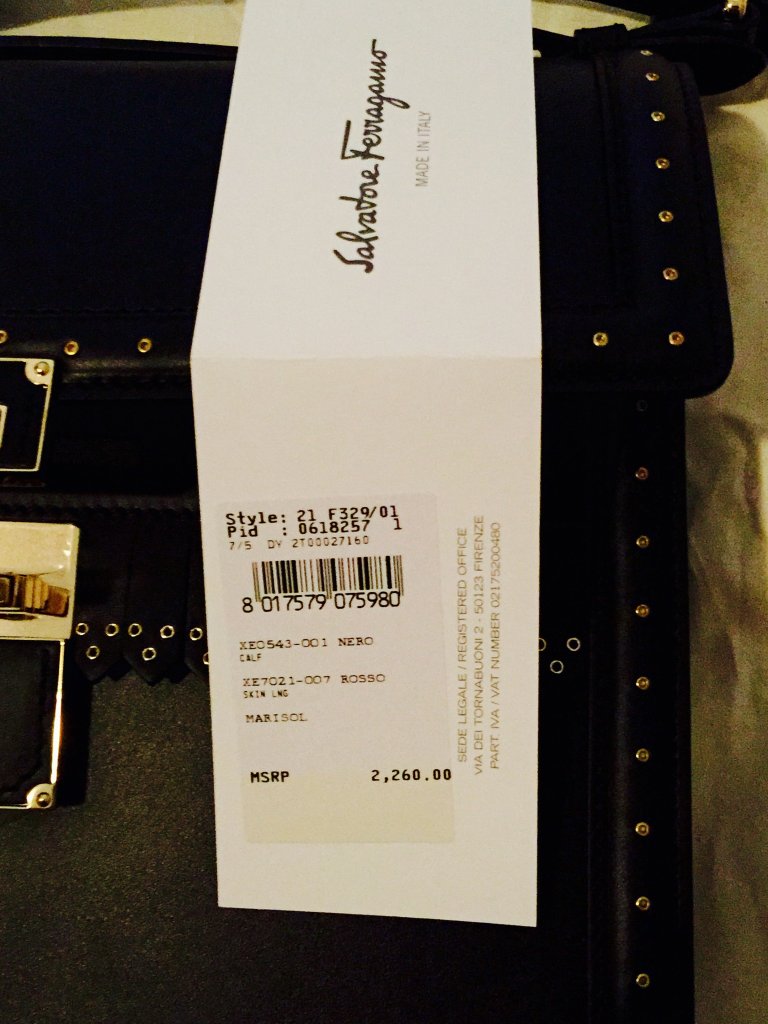 Salvatore Ferragamo
MADE IN ITALY
Style: 21 F329/01
Pid : 0618257 1
7/5 DY 2T00027160
8 017579 075980
XE0543-001 NERO
CALF
XE7021-007 ROSSO
SKIN LNG
MARISOL
MSRP 2,260.00
SEDE LEGALE / REGISTERED OFFICE
VIA DEI TORNABUONI 2 - 50123 FIRENZE
PART IVA / VAT NUMBER 02175200480